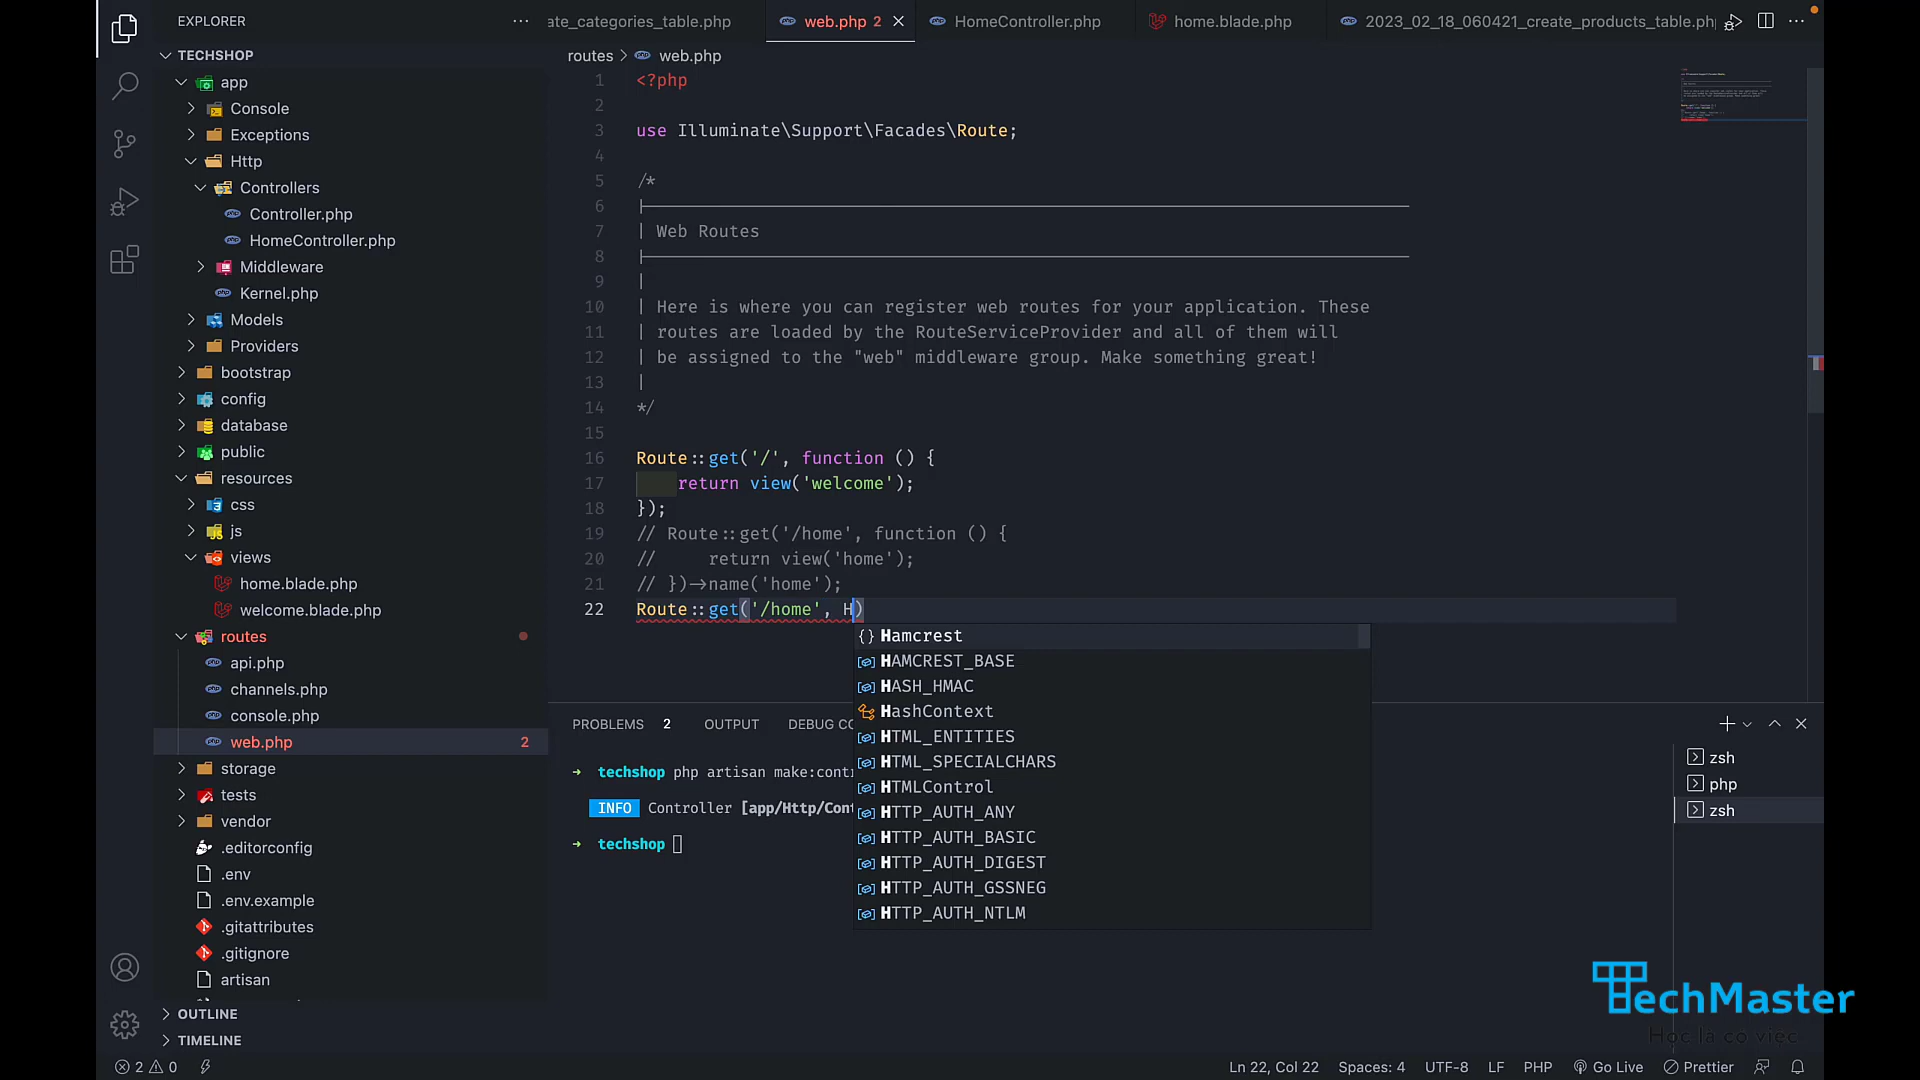 EXPLORER
ate_categories_table.php
web.php 2
HomeController.php
home.blade.php
2023_02_18_060421_create_products_table.ph
TECHSHOP
routes > web.php
app
Console
Exceptions
Http
Controllers
Controller.php
HomeController.php
Middleware
Kernel.php
Models
Providers
bootstrap
config
database
public
resources
css
js
views
home.blade.php
welcome.blade.php
routes
api.php
channels.php
console.php
web.php 2
storage
tests
vendor
.editorconfig
.env
.env.example
.gitattributes
.gitignore
artisan
OUTLINE
TIMELINE
1 <?php
2
3 use Illuminate\Support\Facades\Route;
4
5 /*
6 |--------------------------------------------------------------------------
7 | Web Routes
8 |--------------------------------------------------------------------------
9 |
10 | Here is where you can register web routes for your application. These
11 | routes are loaded by the RouteServiceProvider and all of them will
12 | be assigned to the "web" middleware group. Make something great!
13 |
14 */
15
16 Route::get('/', function () {
17 return view('welcome');
18 });
19 // Route::get('/home', function () {
20 // return view('home');
21 // })->name('home');
22 Route::get('/home', H)
Hamcrest
HAMCREST_BASE
HASH_HMAC
HashContext
HTML_ENTITIES
HTML_SPECIALCHARS
HTMLControl
HTTP_AUTH_ANY
HTTP_AUTH_BASIC
HTTP_AUTH_DIGEST
HTTP_AUTH_GSSNEG
HTTP_AUTH_NTLM
PROBLEMS 2 OUTPUT DEBUG CO
→ techshop php artisan make:contr
INFO Controller [app/Http/Cont
→ techshop
zsh
php
zsh
TechMaster
Học là có việc
2 0
Ln 22, Col 22 Spaces: 4 UTF-8 LF PHP Go Live Prettier